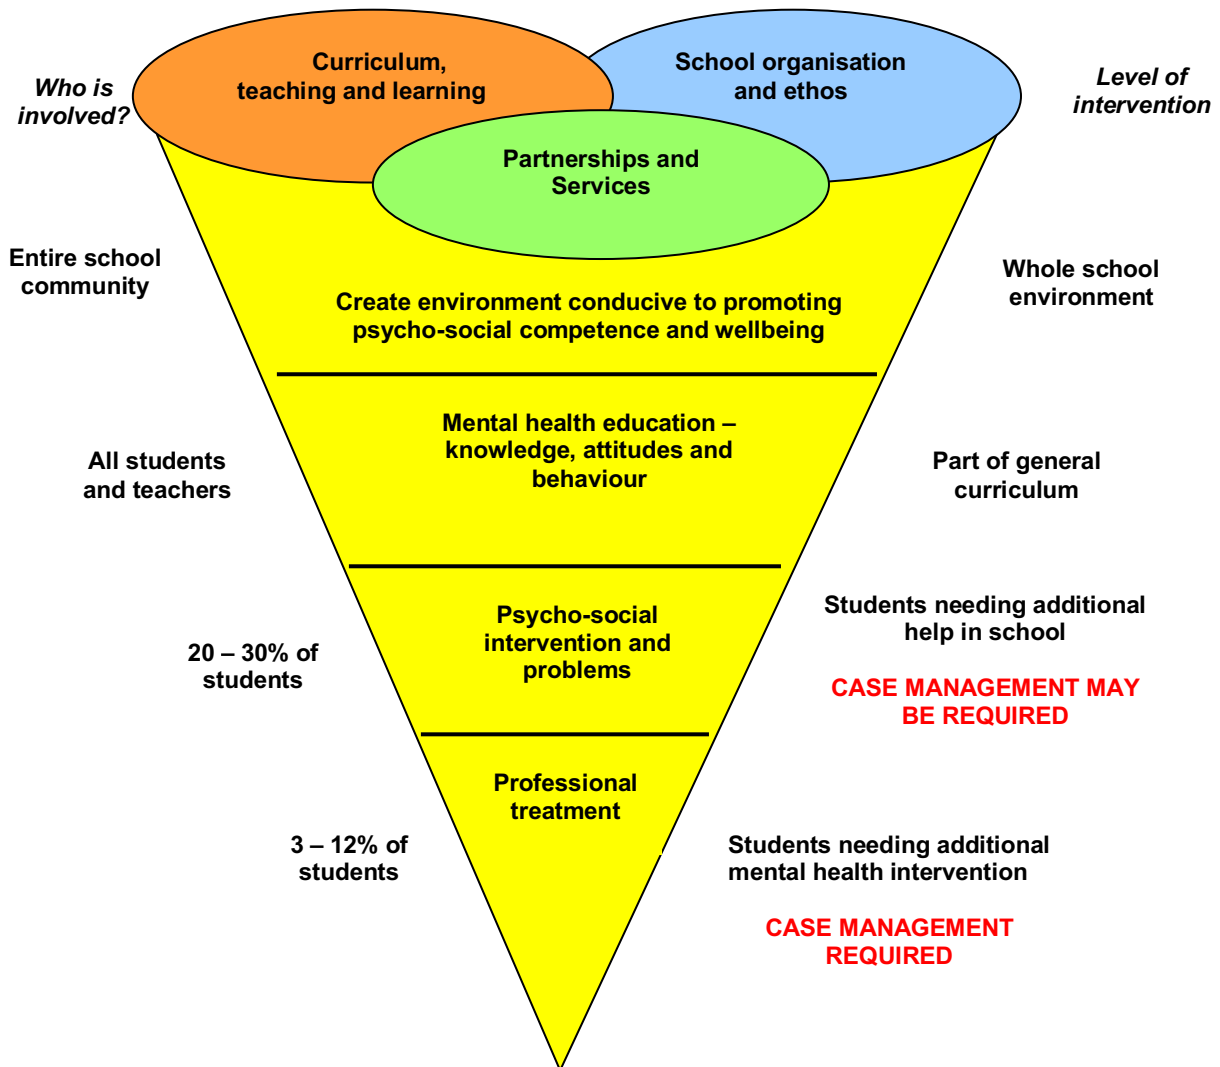 Curriculum,
teaching and learning
School organisation
and ethos
Who is
involved?
Level of
intervention
Partnerships and
Services
Entire school
community
Whole school
environment
Create environment conducive to promoting
psycho-social competence and wellbeing
Mental health education –
knowledge, attitudes and
behaviour
All students
and teachers
Part of general
curriculum
Psycho-social
intervention and
problems
20 – 30% of
students
Students needing additional
help in school
CASE MANAGEMENT MAY
BE REQUIRED
Professional
treatment
3 – 12% of
students
Students needing additional
mental health intervention
CASE MANAGEMENT
REQUIRED